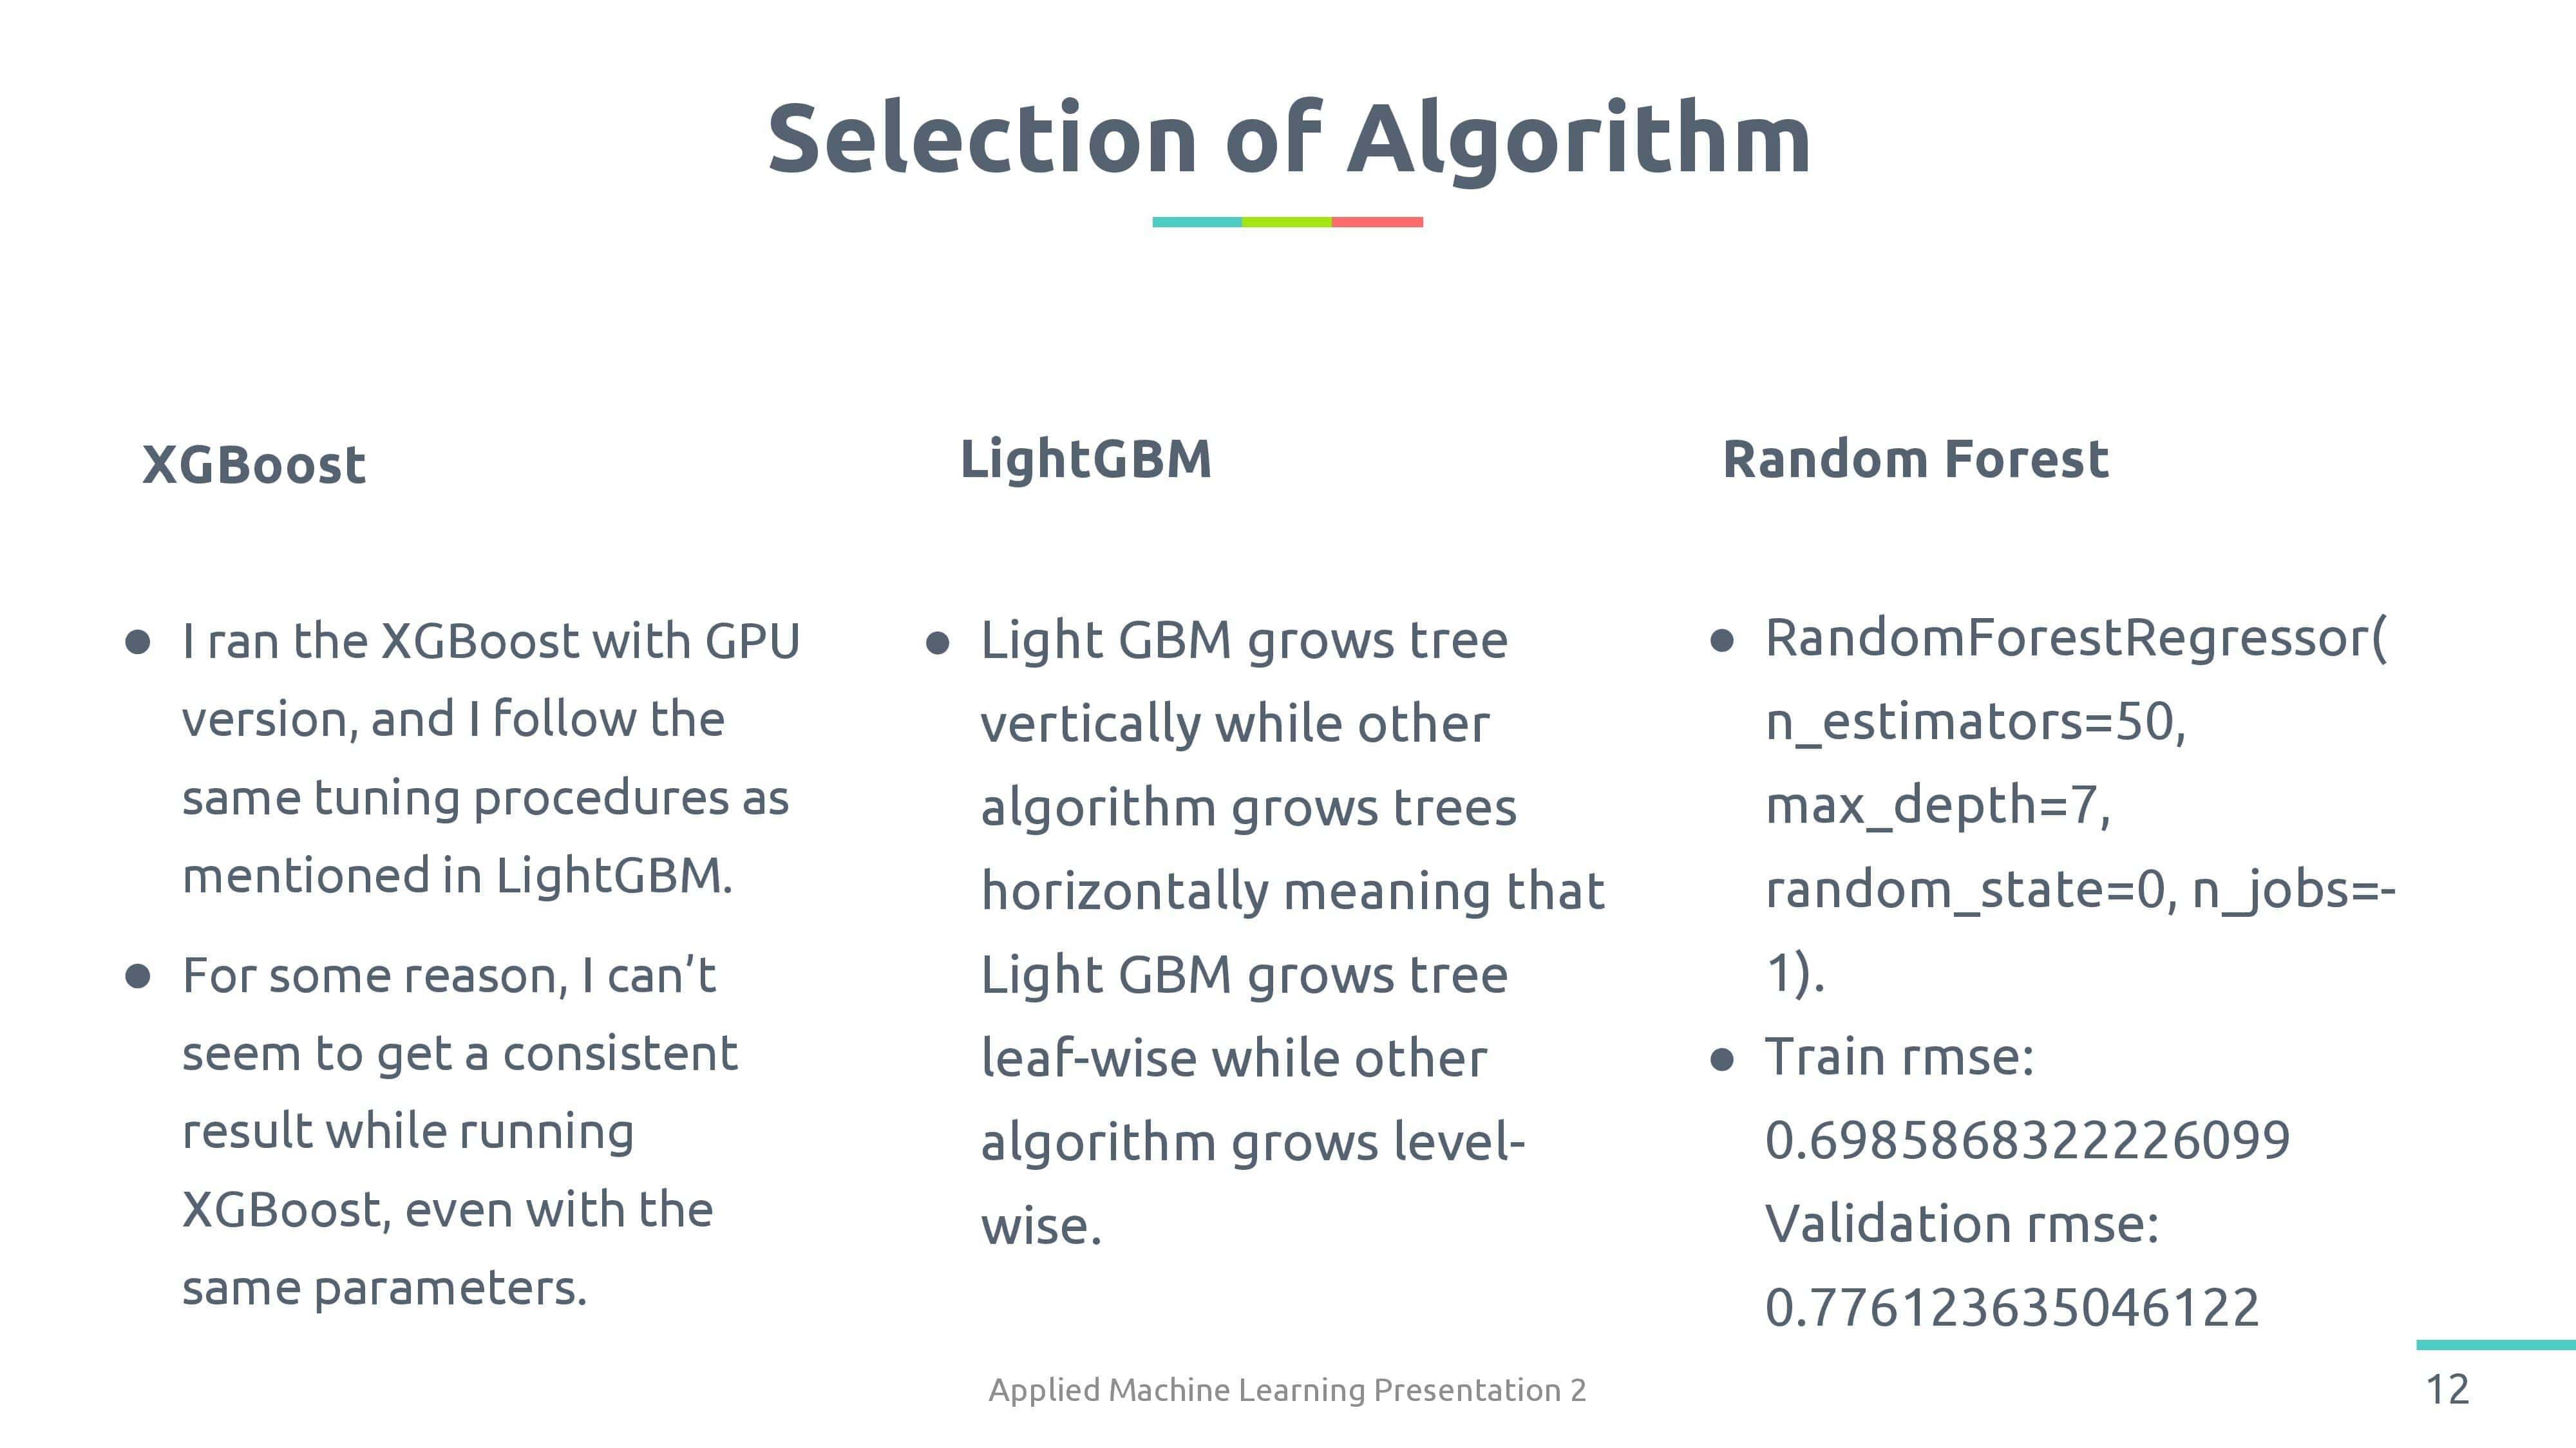 Selection of Algorithm
XGBoost
● I ran the XGBoost with GPU
version, and I follow the
same tuning procedures as
mentioned in LightGBM.
● For some reason, I can’t
seem to get a consistent
result while running
XGBoost, even with the
same parameters.
LightGBM
● Light GBM grows tree
vertically while other
algorithm grows trees
horizontally meaning that
Light GBM grows tree
leaf-wise while other
algorithm grows level-
wise.
Random Forest
● RandomForestRegressor(
n_estimators=50,
max_depth=7,
random_state=0, n_jobs=-
1).
● Train rmse:
0.6985868322226099
Validation rmse:
0.776123635046122
Applied Machine Learning Presentation 2
12